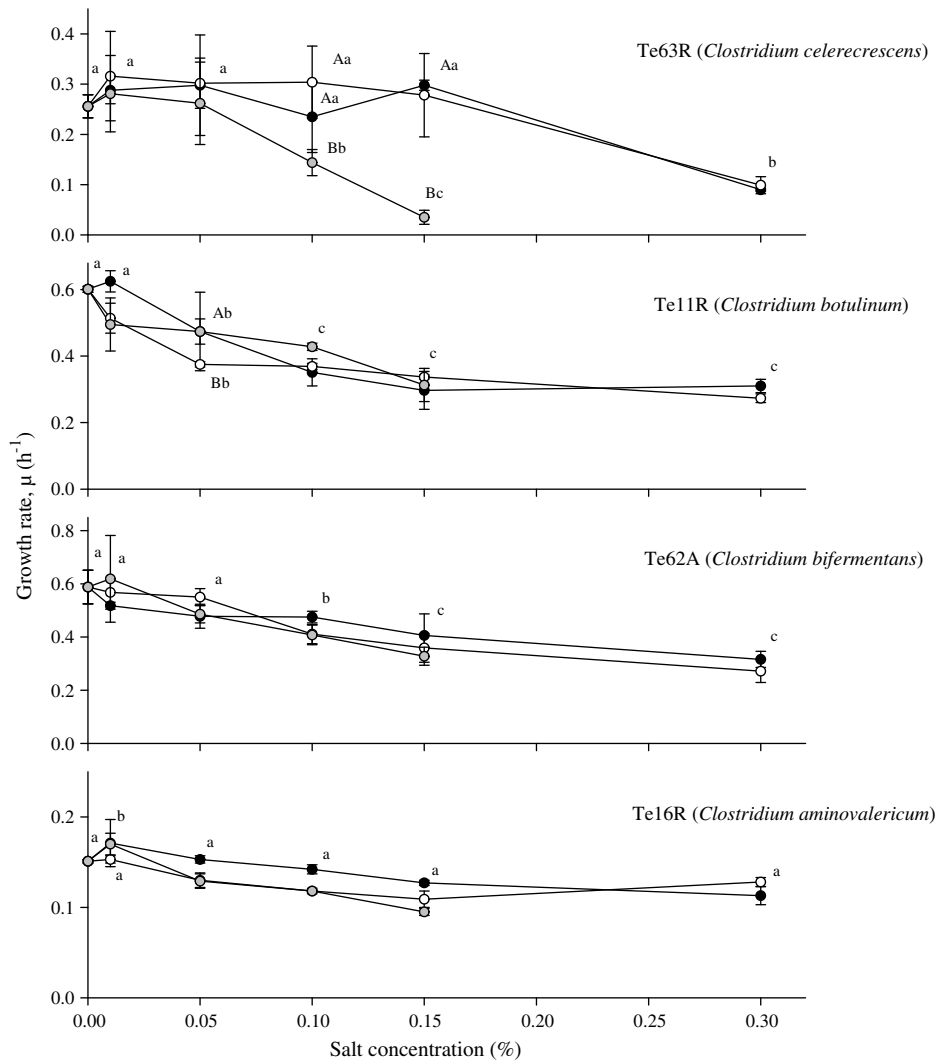 0.4
0.3
0.2
0.1
0.0
a
a
a
Aa
Aa
Aa
Bb
Bc
b
Te63R (Clostridium celerecrescens)
0.6
0.4
0.2
0.0
a
a
Ab
Bb
c
c
c
Te11R (Clostridium botulinum)
Growth rate, µ (h-1)
0.8
0.6
0.4
0.2
0.0
a
a
a
b
c
c
Te62A (Clostridium bifermentans)
0.2
0.1
0.0
a
b
a
a
a
a
a
Te16R (Clostridium aminovalericum)
0.00
0.05
0.10
0.15
0.20
0.25
0.30
Salt concentration (%)